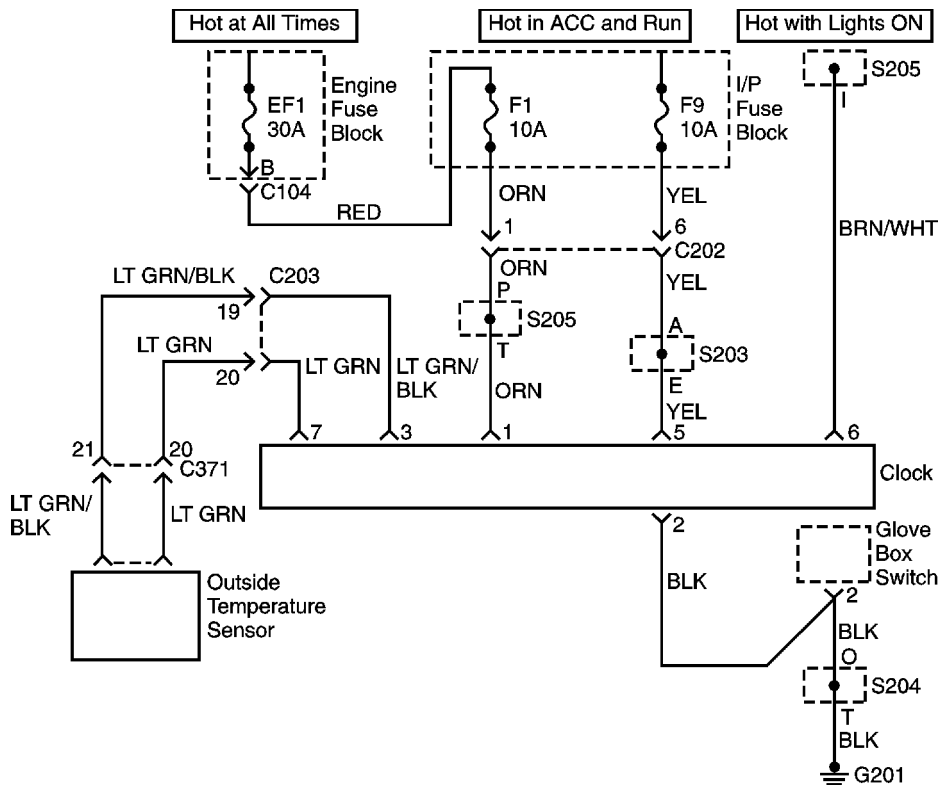 Hot at All Times
Hot in ACC and Run
Hot with Lights ON
EF1
30A
Engine
Fuse
Block
B
C104
RED
F1
10A
F9
10A
I/P
Fuse
Block
S205
I
BRN/WHT
ORN
1
YEL
6
C202
ORN
P
S205
T
ORN
YEL
A
S203
E
YEL
LT GRN/BLK
19
C203
LT GRN
20
LT GRN
LT GRN/
BLK
7
3
1
5
6
Clock
21
20
C371
LT GRN/
BLK
LT GRN
Outside
Temperature
Sensor
2
BLK
Glove
Box
Switch
2
BLK
O
S204
T
BLK
G201